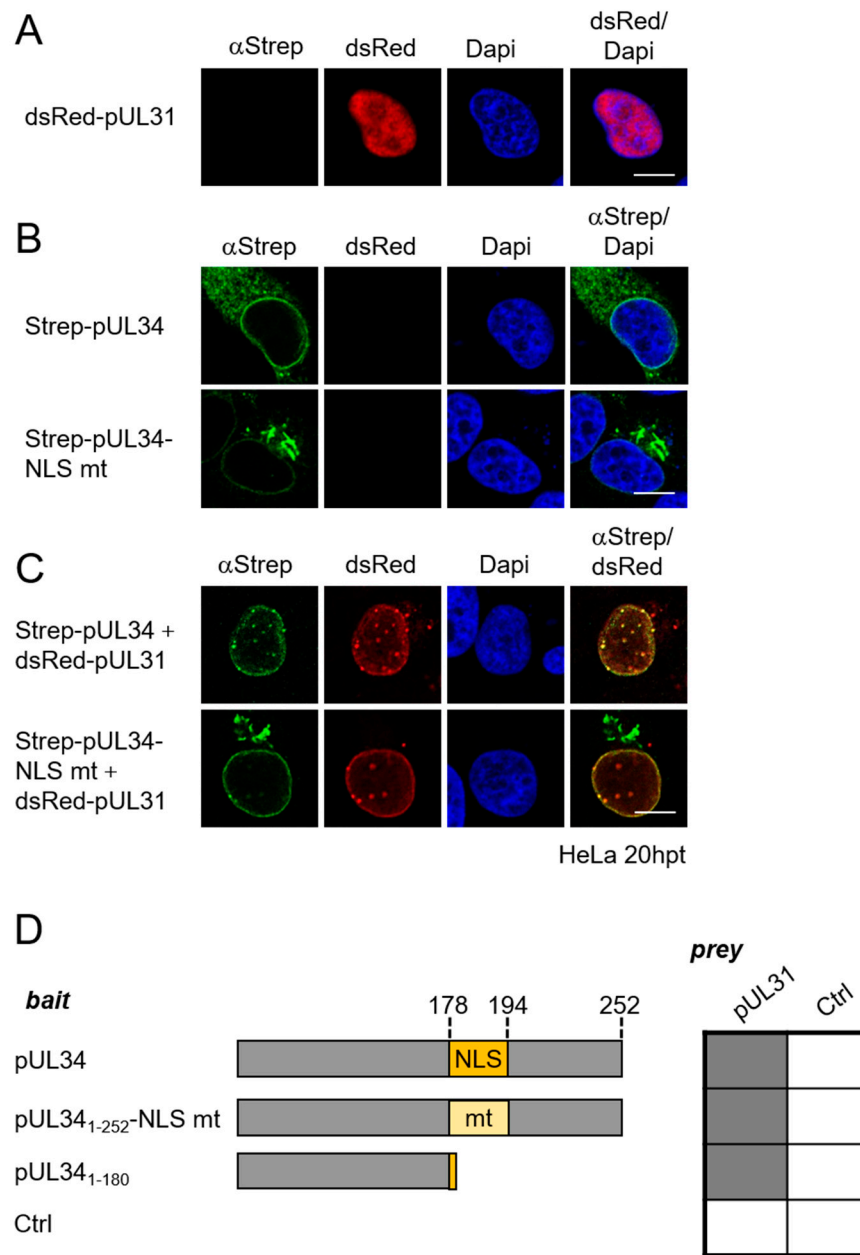 A
αStrep dsRed Dapi dsRed/
Dapi
dsRed-pUL31
B
αStrep dsRed Dapi αStrep/
Dapi
Strep-pUL34
Strep-pUL34-
NLS mt
C
αStrep dsRed Dapi αStrep/
dsRed
Strep-pUL34 +
dsRed-pUL31
Strep-pUL34-
NLS mt +
dsRed-pUL31
HeLa 20hpt
D
prey
pUL31 Ctrl
bait
178 194 252
pUL34 NLS
pUL34₁₋₂₅₂-NLS mt mt
pUL34₁₋₁₈₀
Ctrl